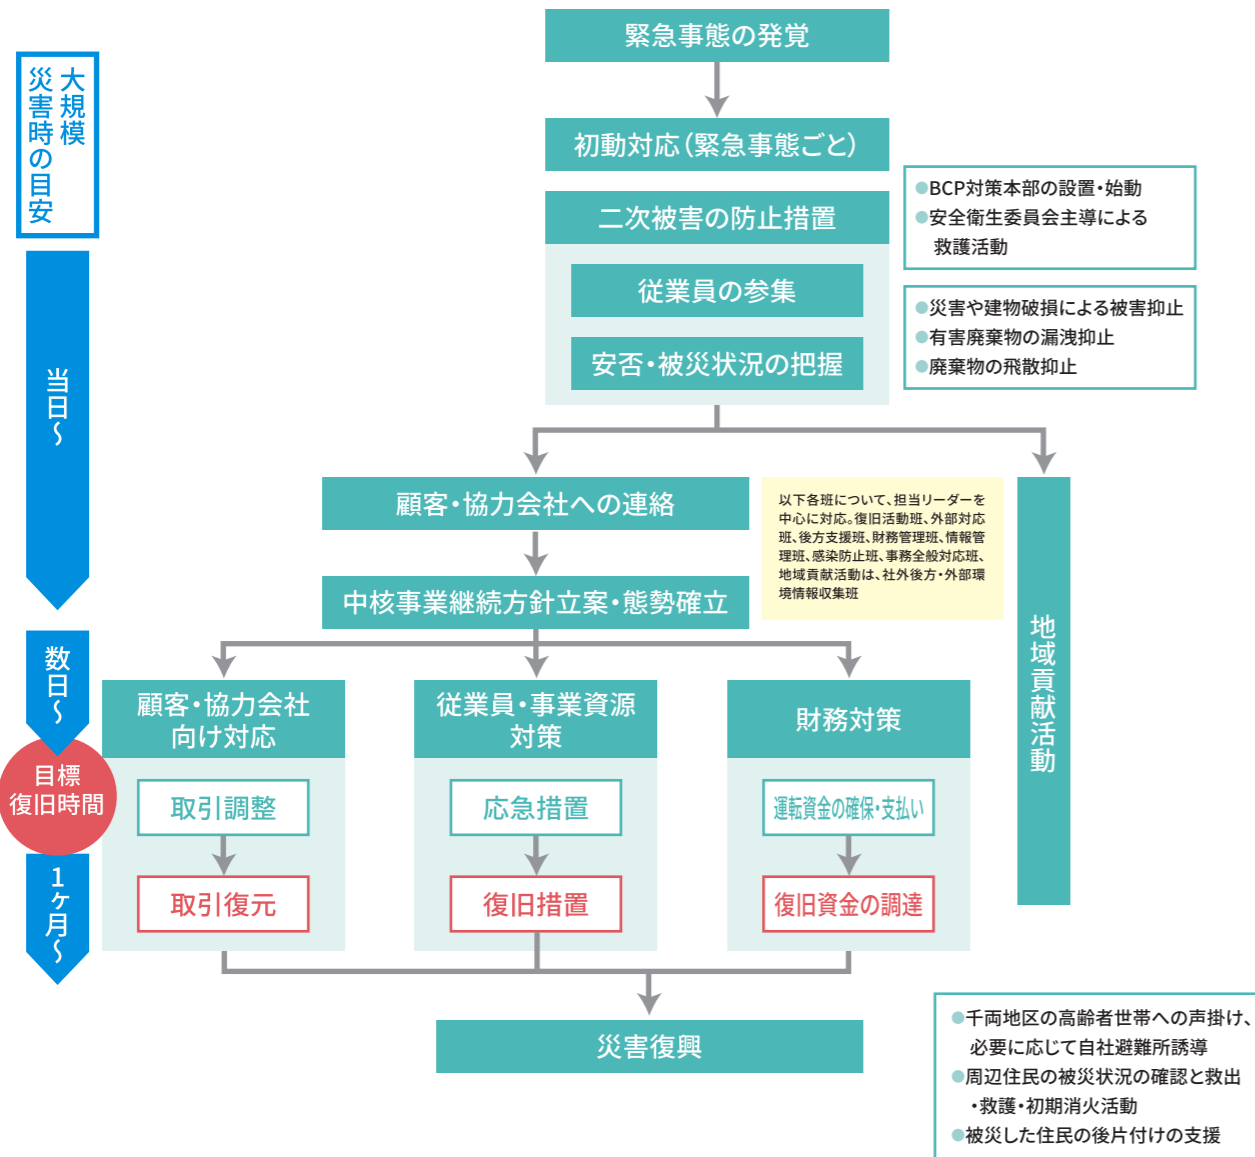 大規模
災害時の目安
当日～
数日～
目標
復旧時間
1ヶ月～
緊急事態の発覚
初動対応（緊急事態ごと）
二次被害の防止措置
従業員の参集
安否・被災状況の把握
●BCP対策本部の設置・始動
●安全衛生委員会主導による
救護活動
●災害や建物破損による被害抑止
●有害廃棄物の漏洩抑止
●廃棄物の飛散抑止
顧客・協力会社への連絡
中核事業継続方針立案・態勢確立
以下各班について、担当リーダーを
中心に対応。復旧活動班、外部対応
班、後方支援班、財務管理班、情報管
理班、感染防止班、事務全般対応班、
地域貢献活動は、社外後方・外部環
境情報収集班
地域貢献活動
顧客・協力会社
向け対応
取引調整
取引復元
従業員・事業資源
対策
応急措置
復旧措置
財務対策
運転資金の確保・支払い
復旧資金の調達
災害復興
●千両地区の高齢者世帯への声掛け、
必要に応じて自社避難所誘導
●周辺住民の被災状況の確認と救出
・救護・初期消火活動
●被災した住民の後片付けの支援